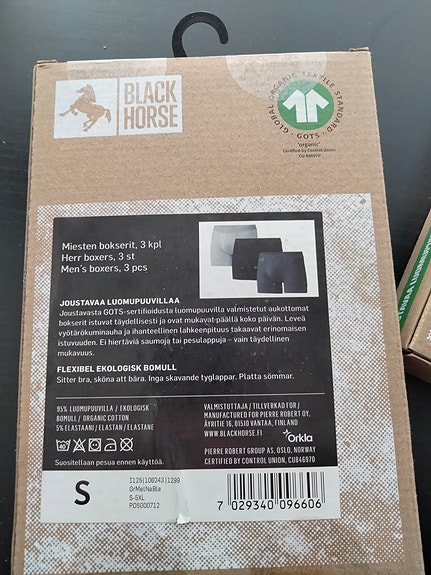 BLACK
HORSE
GLOBAL ORGANIC TEXTILE STANDARD
· GOTS ·
"organic"
Certified by Control Union
CU 846970
Miesten bokserit, 3 kpl
Herr boxers, 3 st
Men's boxers, 3 pcs
JOUSTAVAA LUOMUPUUVILLAA
Joustavasta GOTS-sertifioidusta luomupuuvilla valmistetut aukottomat
bokserit istuvat täydellisesti ja ovat mukavat päällä koko päivän. Leveä
vyötärökuminauha ja ihanteellinen lahkeenpituus takaavat erinomaisen
istuvuuden. Ei hiertäviä saumoja tai pesulappuja – vain täydellinen
mukavuus.
FLEXIBEL EKOLOGISK BOMULL
Sitter bra, sköna att bära. Inga skavande tyglappar. Platta sömmar.
95% LUOMUPUUVILLA / EKOLOGISK
BOMULL / ORGANIC COTTON
5% ELASTAANI / ELASTAN / ELASTANE
Suositellaan pesua ennen käyttöä.
VALMISTUTTAJA / TILLVERKAD FOR /
MANUFACTURED FOR PIERRE ROBERT OY,
ÄYRITIE 16, 01510 VANTAA, FINLAND
WWW.BLACKHORSE.FI
Orkla
PIERRE ROBERT GROUP AS, OSLO, NORWAY
CERTIFIED BY CONTROL UNION, CU846970
S
I125(106243)1299
GrMelNaBla
S-5XL
PO5000712
7 029340 096606